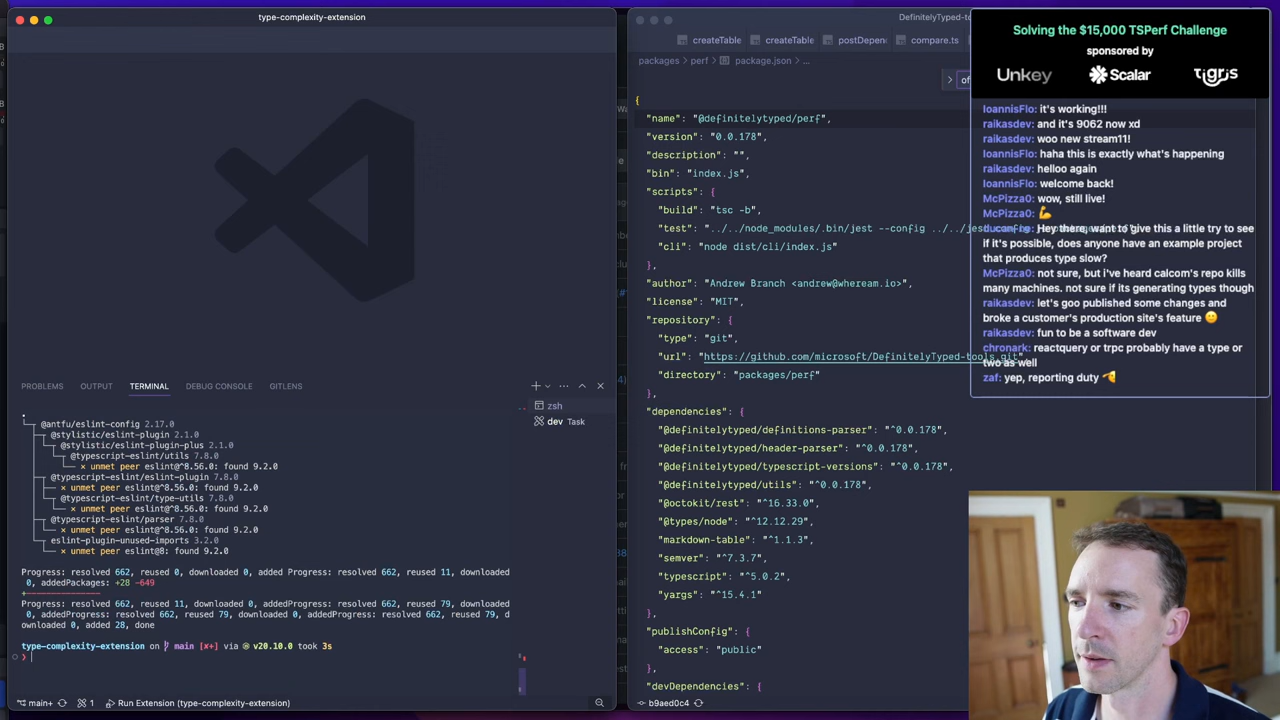 type-complexity-extension
PROBLEMS OUTPUT TERMINAL DEBUG CONSOLE GITLENS
zsh
dev Task
@antfu/eslint-config 2.17.0
@stylistic/eslint-plugin 2.1.0
@stylistic/eslint-plugin-plus 2.1.0
@typescript-eslint/utils 7.8.0
✕ unmet peer eslint@^8.56.0: found 9.2.0
@typescript-eslint/eslint-plugin 7.8.0
✕ unmet peer eslint@^8.56.0: found 9.2.0
@typescript-eslint/type-utils 7.8.0
✕ unmet peer eslint@^8.56.0: found 9.2.0
@typescript-eslint/parser 7.8.0
✕ unmet peer eslint@^8.56.0: found 9.2.0
eslint-plugin-unused-imports 3.2.0
✕ unmet peer eslint@8: found 9.2.0
Progress: resolved 662, reused 0, downloaded 0, added Progress: resolved 662, reused 11, downloaded
0, addedPackages: +28 -649
+---------------
Progress: resolved 662, reused 11, downloaded 0, addedProgress: resolved 662, reused 79, downloaded
0, addedProgress: resolved 662, reused 79, downloaded 0, addedProgress: resolved 662, reused 79, d
ownloaded 0, added 28, done
type-complexity-extension on main [✘+] via v20.10.0 took 3s
❯
main+ 1 Run Extension (type-complexity-extension)
DefinitelyTyped-to
createTable createTable postDepen compare.ts
packages › perf › package.json › ...
of
{
"name": "@definitelytyped/perf",
"version": "0.0.178",
"description": "",
"bin": "index.js",
"scripts": {
"build": "tsc -b",
"test": "../../node_modules/.bin/jest --config ../../jest.config
"cli": "node dist/cli/index.js"
},
"author": "Andrew Branch <andrew@wheream.io>",
"license": "MIT",
"repository": {
"type": "git",
"url": "https://github.com/microsoft/DefinitelyTyped-tools.git",
"directory": "packages/perf"
},
"dependencies": {
"@definitelytyped/definitions-parser": "^0.0.178",
"@definitelytyped/header-parser": "^0.0.178",
"@definitelytyped/typescript-versions": "^0.0.178",
"@definitelytyped/utils": "^0.0.178",
"@octokit/rest": "^16.33.0",
"@types/node": "^12.12.29",
"markdown-table": "^1.1.3",
"semver": "^7.3.7",
"typescript": "^5.0.2",
"yargs": "^15.4.1"
},
"publishConfig": {
"access": "public"
},
"devDependencies": {
b9aed0c4
Solving the $15,000 TSPerf Challenge
sponsored by
Unkey Scalar tigris
IoannisFlo: it's working!!!
raikasdev: and it's 9062 now xd
raikasdev: woo new stream11!
IoannisFlo: haha this is exactly what's happening
raikasdev: helloo again
IoannisFlo: welcome back!
McPizza0: wow, still live!
McPizza0: 💪
Hey there, want to give this a little try to see
if it's possible, does anyone have an example project
that produces type slow?
McPizza0: not sure, but i've heard calcom's repo kills
many machines. not sure if its generating types though
raikasdev: let's goo published some changes and
broke a customer's production site's feature
raikasdev: fun to be a software dev
chronark: reactquery or trpc probably have a type or
two as well
zaf: yep, reporting duty